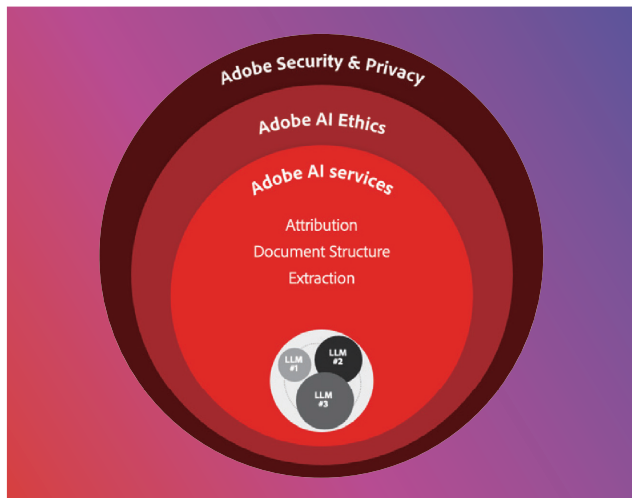 Adobe Security & Privacy
Adobe AI Ethics
Adobe AI services
Attribution
Document Structure
Extraction
LLM
#1
LLM
#2
LLM
#3